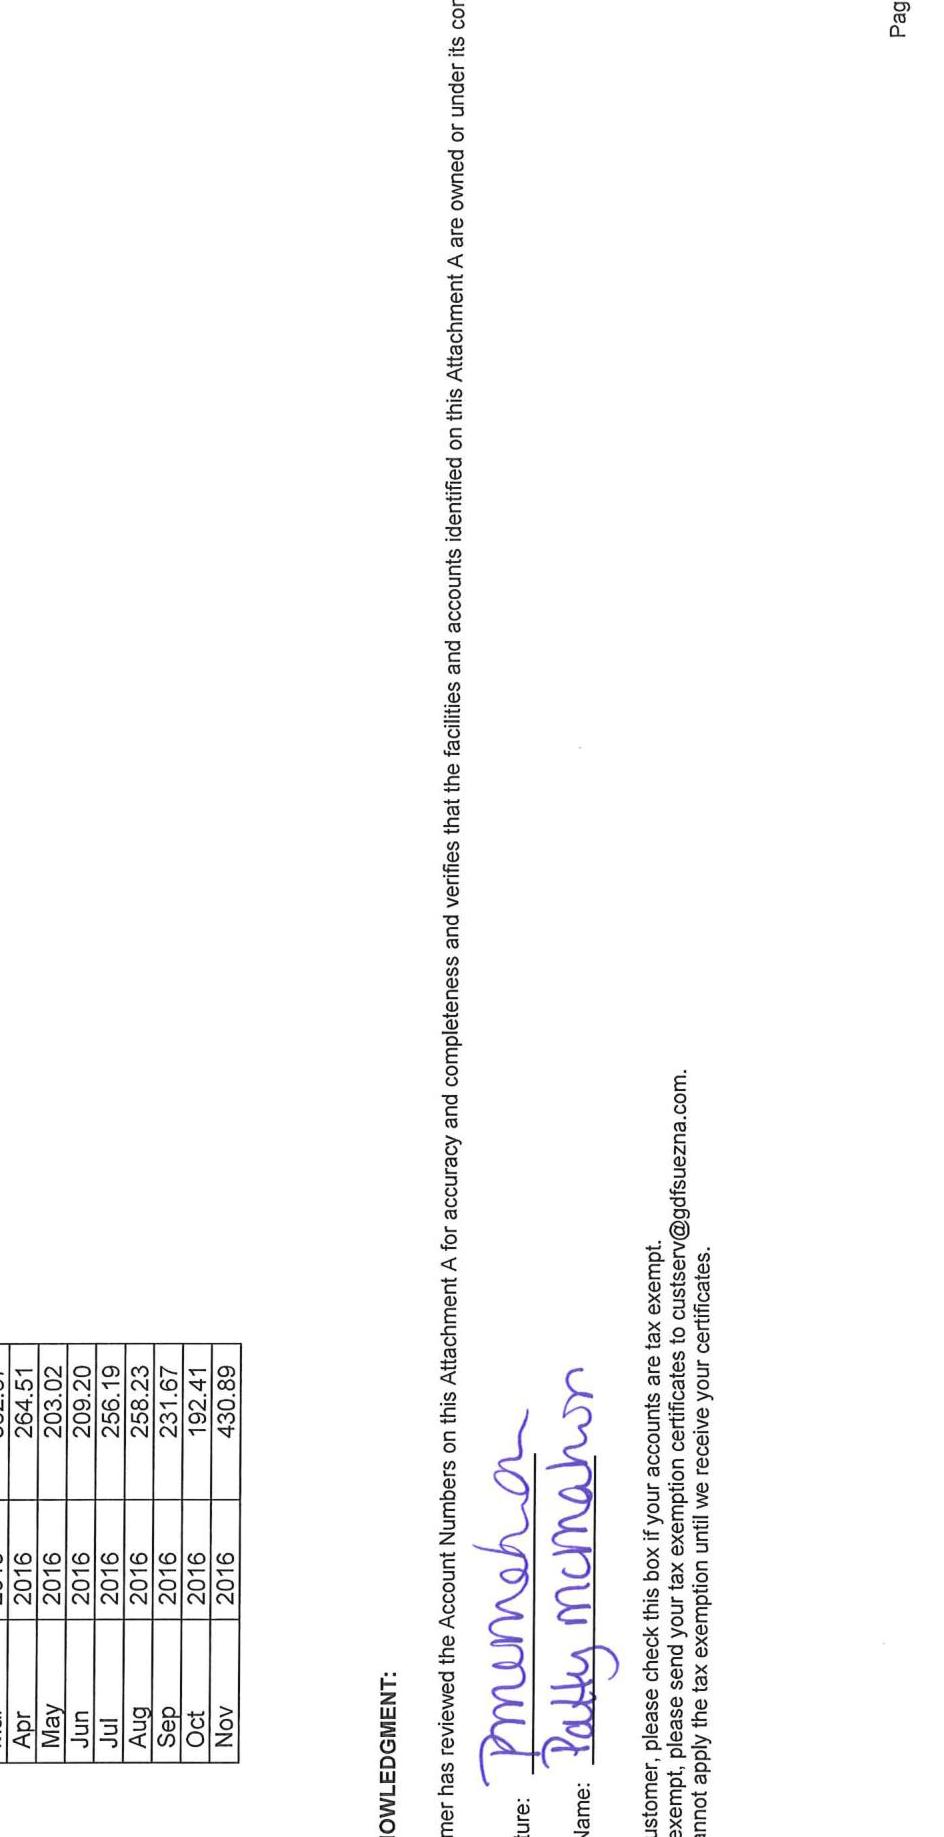 Apr 2016 264.51
May 2016 203.02
Jun 2016 209.20
Jul 2016 256.19
Aug 2016 258.23
Sep 2016 231.67
Oct 2016 192.41
Nov 2016 430.89
OWLEDGMENT:
mer has reviewed the Account Numbers on this Attachment A for accuracy and completeness and verifies that the facilities and accounts identified on this Attachment A are owned or under its cor
ture:
Name: Patty mcmahon
ustomer, please check this box if your accounts are tax exempt.
exempt, please send your tax exemption certificates to custserv@gdfsuezna.com.
annot apply the tax exemption until we receive your certificates.
Pag